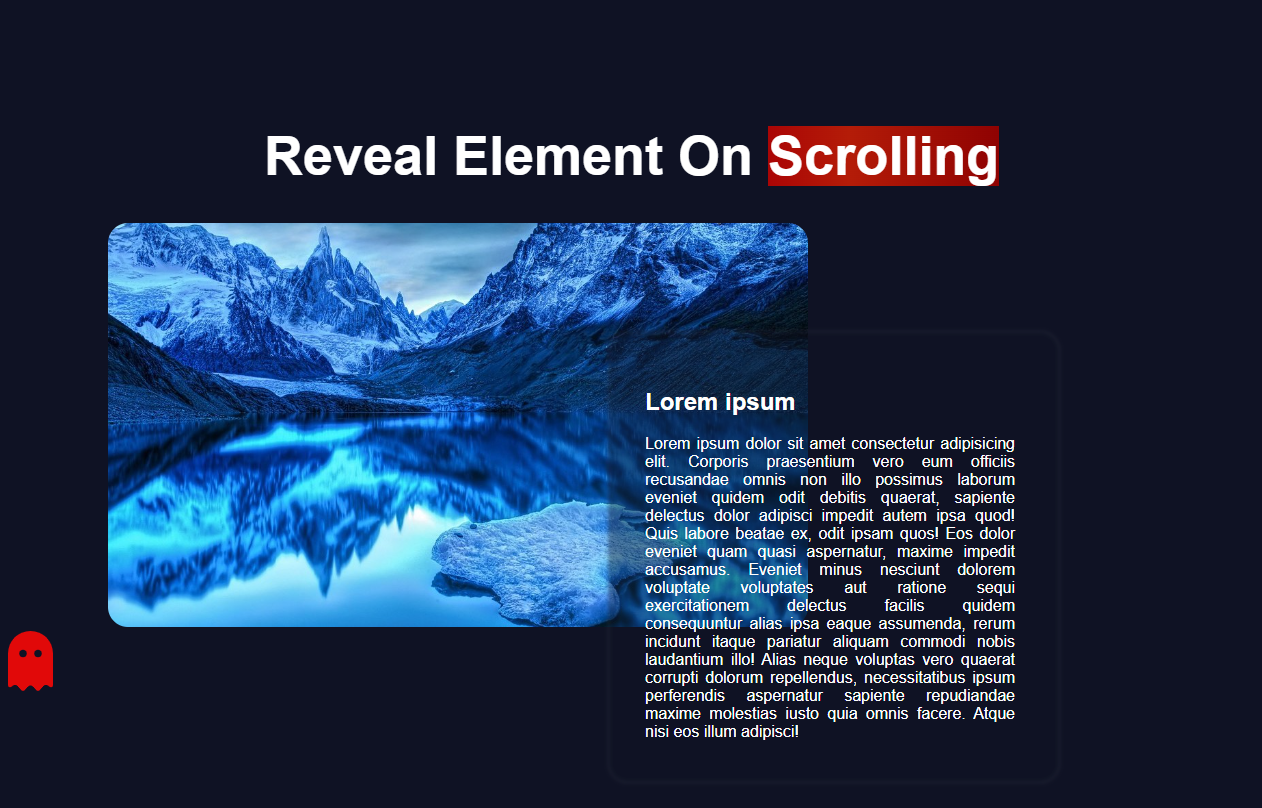 Reveal Element On Scrolling
Lorem ipsum
Lorem ipsum dolor sit amet consectetur adipisicing
elit. Corporis praesentium vero eum officiis
recusandae omnis non illo possimus laborum
eveniet quidem odit debitis quaerat, sapiente
delectus dolor adipisci impedit autem ipsa quod!
Quis labore beatae ex, odit ipsam quos! Eos dolor
eveniet quam quasi aspernatur, maxime impedit
accusamus. Eveniet minus nesciunt dolorem
voluptate voluptates aut ratione sequi
exercitationem delectus facilis quidem
consequuntur alias ipsa eaque assumenda, rerum
incidunt itaque pariatur aliquam commodi nobis
laudantium illo! Alias neque voluptas vero quaerat
corrupti dolorum repellendus, necessitatibus ipsum
perferendis aspernatur sapiente repudiandae
maxime molestias iusto quia omnis facere. Atque
nisi eos illum adipisci!